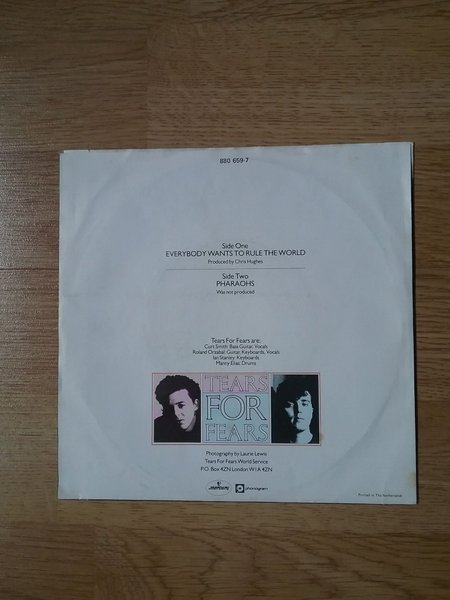 880 659-7
Side One
EVERYBODY WANTS TO RULE THE WORLD
Produced by Chris Hughes
Side Two
PHARAOHS
Was not produced
Tears For Fears are:
Curt Smith: Bass Guitar, Vocals
Roland Orzabal: Guitar, Keyboards, Vocals
Ian Stanley: Keyboards
Manny Elias: Drums
TEARS
FOR
FEARS
Photography by Laurie Lewis
Tears For Fears World Service
P.O. Box 4ZN London W1A 4ZN
mercury
phonogram
Printed in The Netherlands